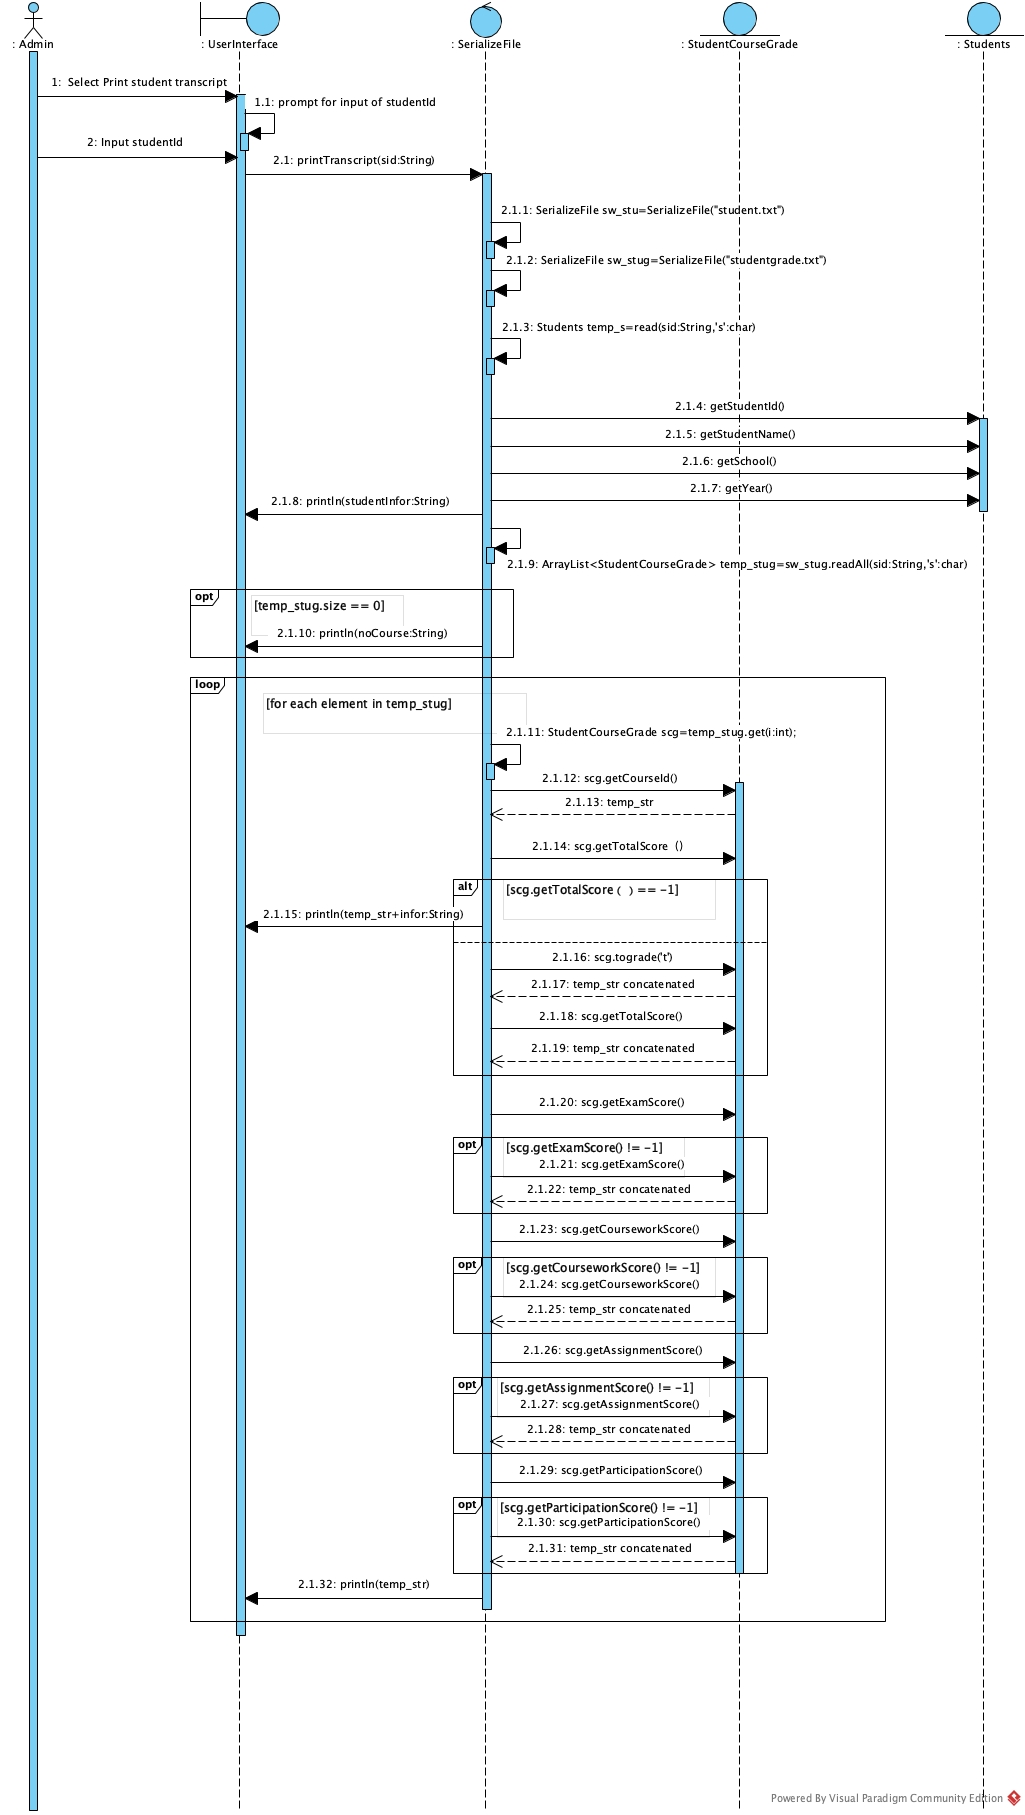 : Admin
: UserInterface
: SerializeFile
: StudentCourseGrade
: Students
1:  Select Print student transcript
1.1: prompt for input of studentId
2: Input studentId
2.1: printTranscript(sid:String)
2.1.1: SerializeFile sw_stu=SerializeFile("student.txt")
2.1.2: SerializeFile sw_stug=SerializeFile("studentgrade.txt")
2.1.3: Students temp_s=read(sid:String,'s':char)
2.1.4: getStudentId()
2.1.5: getStudentName()
2.1.6: getSchool()
2.1.7: getYear()
2.1.8: println(studentInfor:String)
2.1.9: ArrayList<StudentCourseGrade> temp_stug=sw_stug.readAll(sid:String,'s':char)
opt
[temp_stug.size == 0]
2.1.10: println(noCourse:String)
loop
[for each element in temp_stug]
2.1.11: StudentCourseGrade scg=temp_stug.get(i:int);
2.1.12: scg.getCourseId()
2.1.13: temp_str
2.1.14: scg.getTotalScore  ()
alt
[scg.getTotalScore ( ) == -1]
2.1.15: println(temp_str+infor:String)
2.1.16: scg.tograde('t')
2.1.17: temp_str concatenated
2.1.18: scg.getTotalScore()
2.1.19: temp_str concatenated
2.1.20: scg.getExamScore()
opt
[scg.getExamScore() != -1]
2.1.21: scg.getExamScore()
2.1.22: temp_str concatenated
2.1.23: scg.getCourseworkScore()
opt
[scg.getCourseworkScore() != -1]
2.1.24: scg.getCourseworkScore()
2.1.25: temp_str concatenated
2.1.26: scg.getAssignmentScore()
opt
[scg.getAssignmentScore() != -1]
2.1.27: scg.getAssignmentScore()
2.1.28: temp_str concatenated
2.1.29: scg.getParticipationScore()
opt
[scg.getParticipationScore() != -1]
2.1.30: scg.getParticipationScore()
2.1.31: temp_str concatenated
2.1.32: println(temp_str)
Powered By Visual Paradigm Community Edition